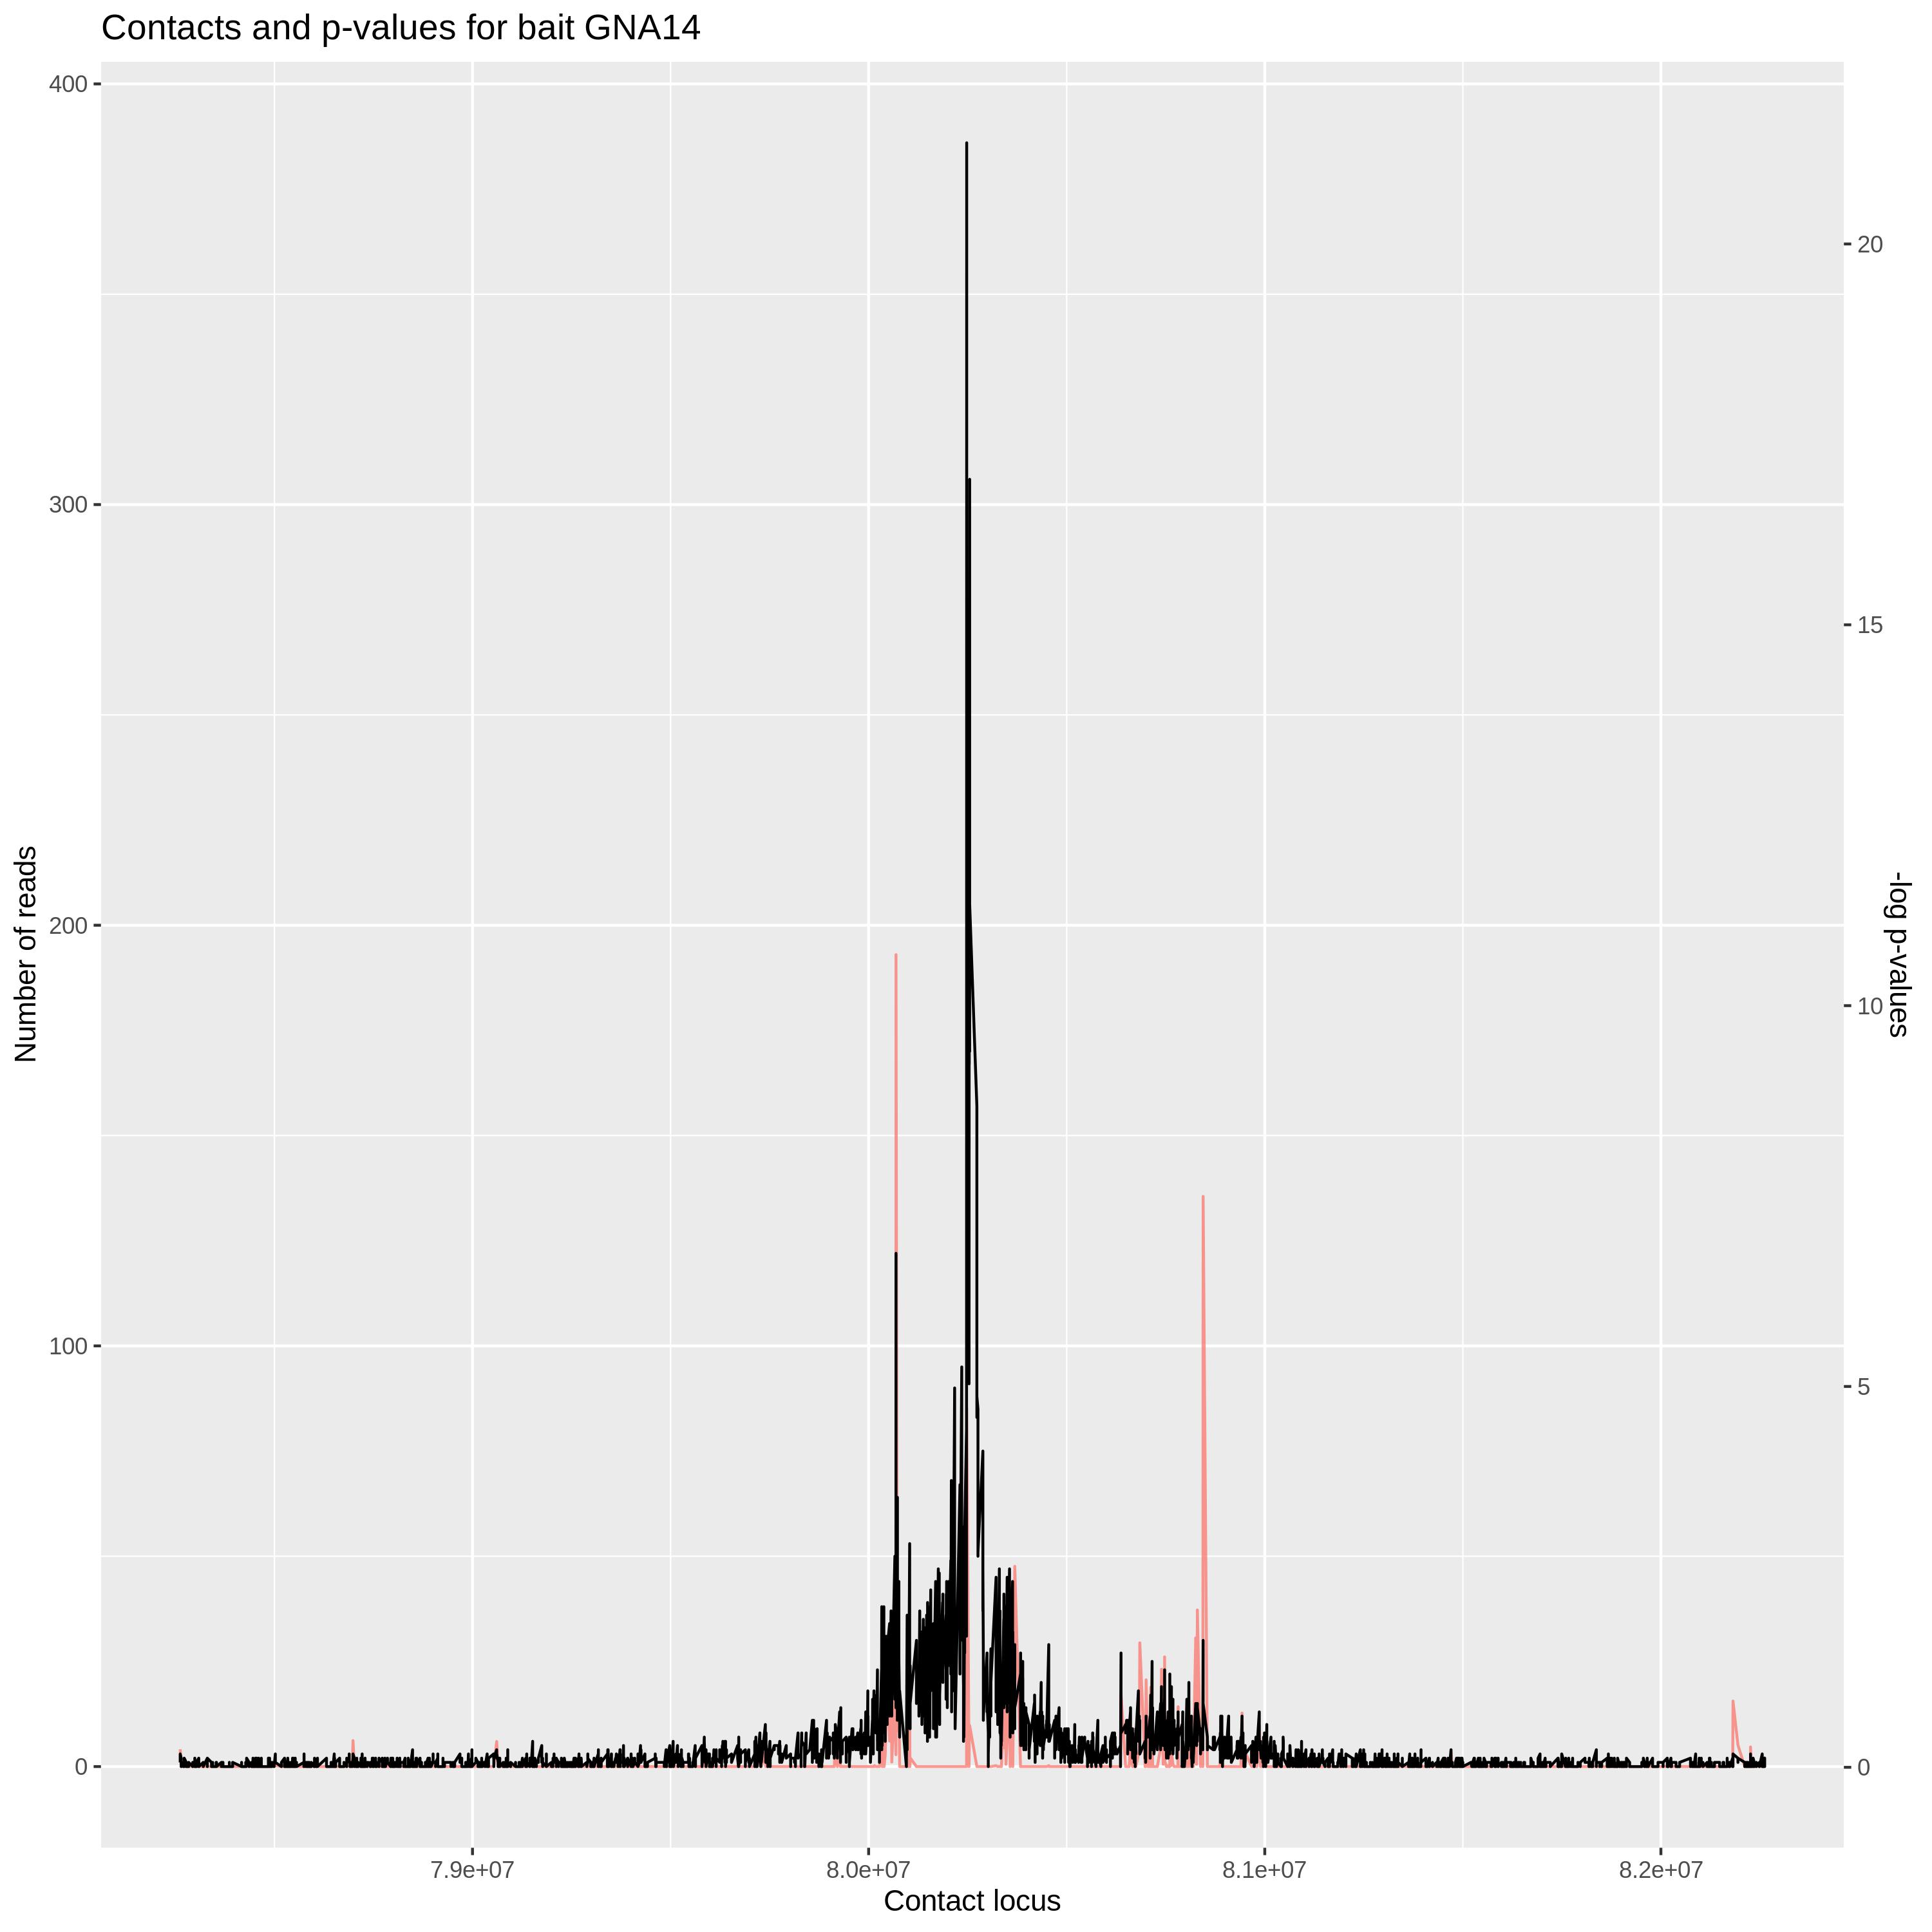 Contacts and p-values for bait GNA14
400
300
200
100
0
Number of reads
20
15
10
5
0
-log p-values
7.9e+07
8.0e+07
8.1e+07
8.2e+07
Contact locus